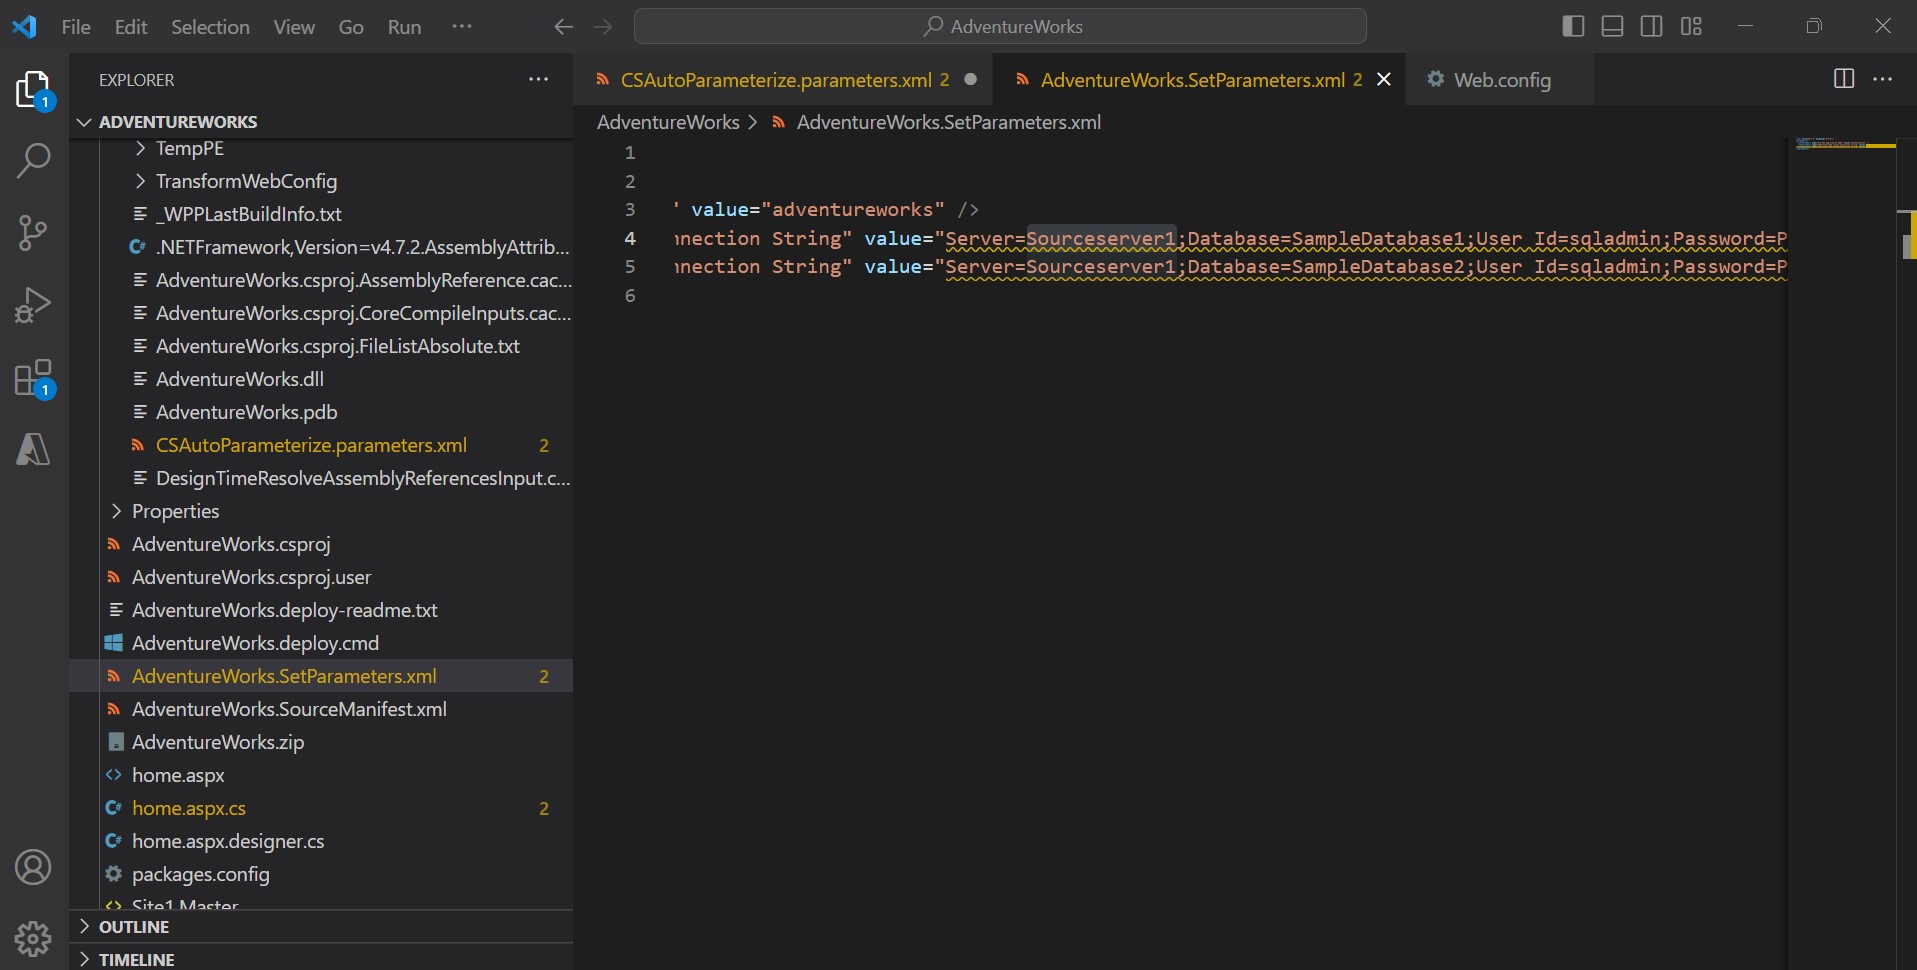 File Edit Selection View Go Run ··· AdventureWorks
EXPLORER ···
CSAutoParameterize.parameters.xml 2 AdventureWorks.SetParameters.xml 2 Web.config ···
ADVENTUREWORKS
AdventureWorks > AdventureWorks.SetParameters.xml
TempPE
TransformWebConfig
_WPPLastBuildInfo.txt
.NETFramework,Version=v4.7.2.AssemblyAttrib...
AdventureWorks.csproj.AssemblyReference.cac...
AdventureWorks.csproj.CoreCompileInputs.cac...
AdventureWorks.csproj.FileListAbsolute.txt
AdventureWorks.dll
AdventureWorks.pdb
CSAutoParameterize.parameters.xml 2
DesignTimeResolveAssemblyReferencesInput.c...
Properties
AdventureWorks.csproj
AdventureWorks.csproj.user
AdventureWorks.deploy-readme.txt
AdventureWorks.deploy.cmd
AdventureWorks.SetParameters.xml 2
AdventureWorks.SourceManifest.xml
AdventureWorks.zip
home.aspx
home.aspx.cs 2
home.aspx.designer.cs
packages.config
Site1.Master
OUTLINE
TIMELINE
1
1
1
2
3 " value="adventureworks" />
4 nnection String" value="Server=Sourceserver1;Database=SampleDatabase1;User Id=sqladmin;Password=P
5 nnection String" value="Server=Sourceserver1;Database=SampleDatabase2;User Id=sqladmin;Password=P
6